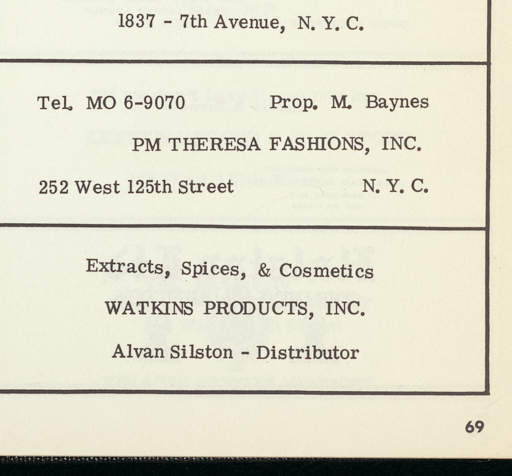 1837 - 7th Avenue, N. Y. C.
Tel. MO 6-9070 Prop. M. Baynes
PM THERESA FASHIONS, INC.
252 West 125th Street N. Y. C.
Extracts, Spices, & Cosmetics
WATKINS PRODUCTS, INC.
Alvan Silston - Distributor
69